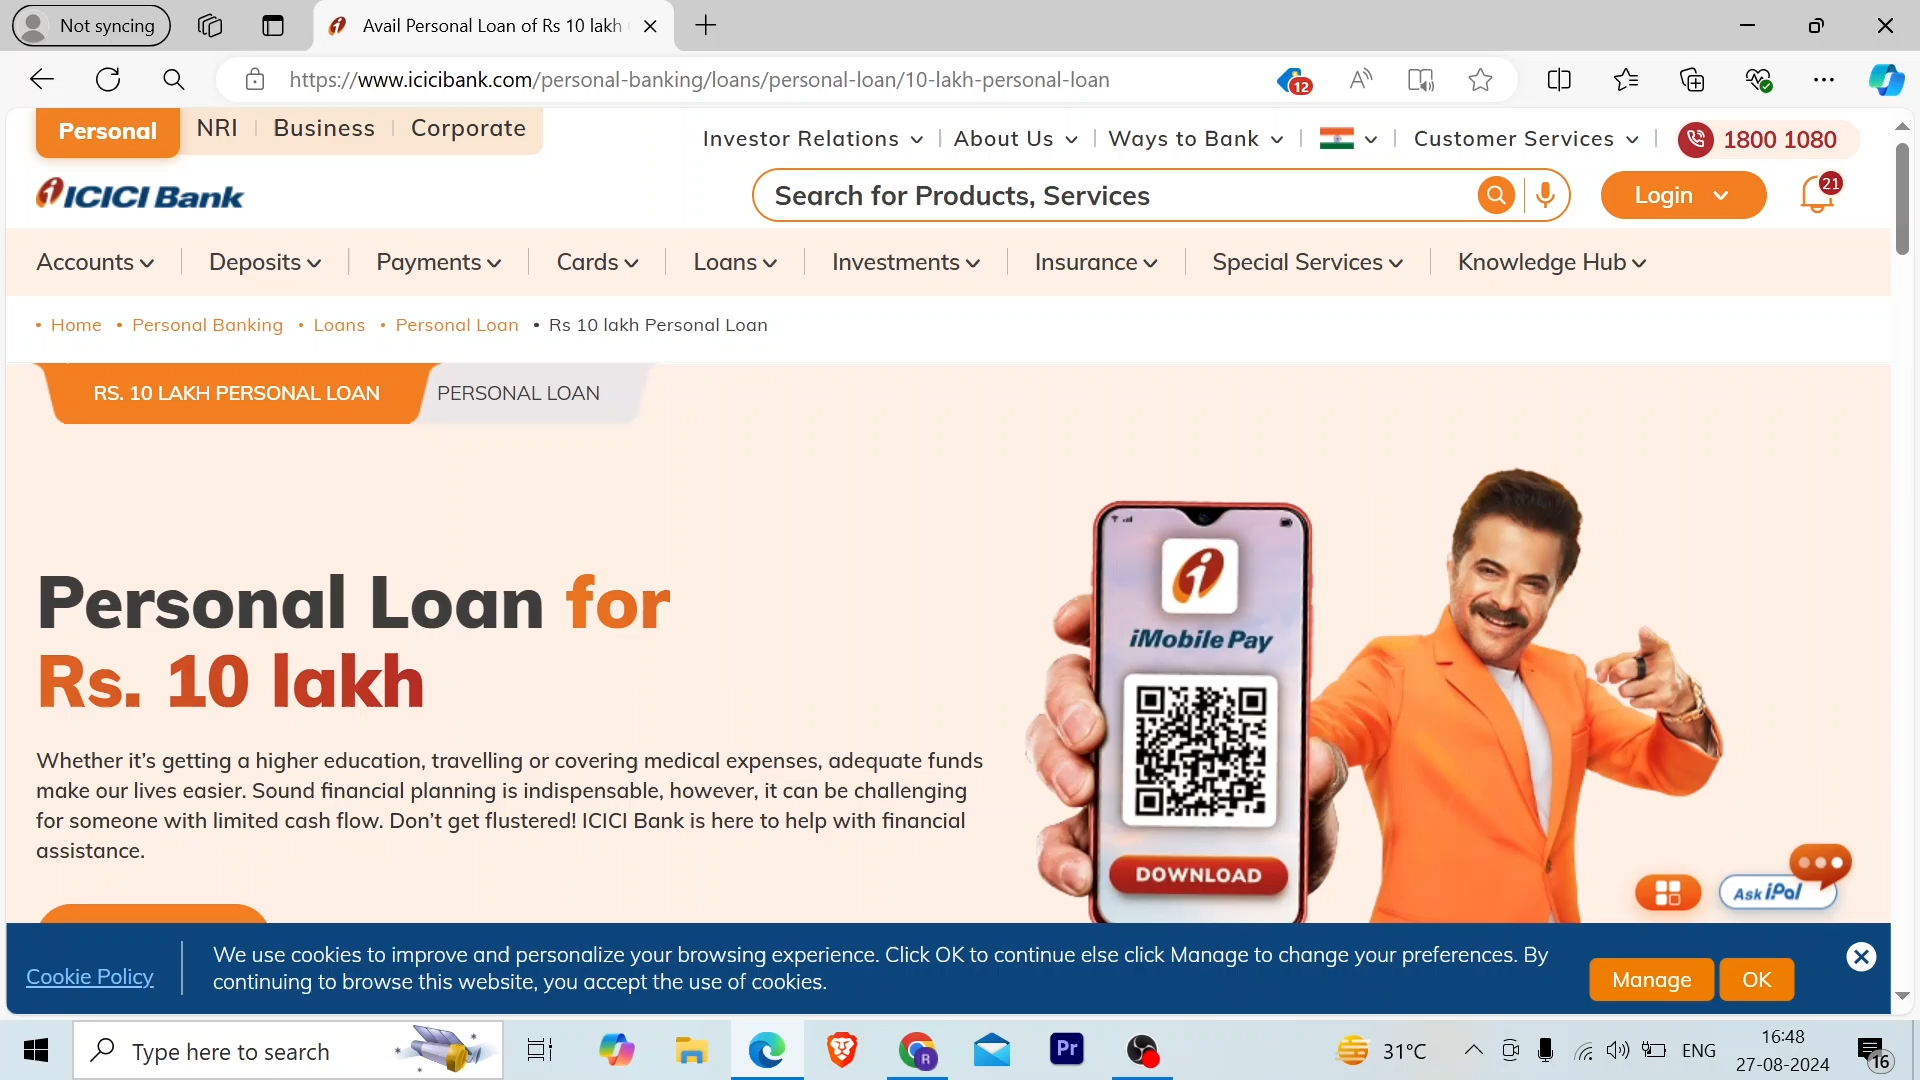 Not syncing
Avail Personal Loan of Rs 10 lakh
https://www.icicibank.com/personal-banking/loans/personal-loan/10-lakh-personal-loan
12
Personal
NRI
Business
Corporate
Investor Relations
About Us
Ways to Bank
Customer Services
1800 1080
ICICI Bank
Search for Products, Services
Login
21
Accounts
Deposits
Payments
Cards
Loans
Investments
Insurance
Special Services
Knowledge Hub
• Home • Personal Banking • Loans • Personal Loan • Rs 10 lakh Personal Loan
RS. 10 LAKH PERSONAL LOAN
PERSONAL LOAN
Personal Loan for
Rs. 10 lakh
Whether it's getting a higher education, travelling or covering medical expenses, adequate funds
make our lives easier. Sound financial planning is indispensable, however, it can be challenging
for someone with limited cash flow. Don't get flustered! ICICI Bank is here to help with financial
assistance.
iMobile Pay
DOWNLOAD
Ask iPal
Cookie Policy
We use cookies to improve and personalize your browsing experience. Click OK to continue else click Manage to change your preferences. By
continuing to browse this website, you accept the use of cookies.
Manage
OK
Type here to search
R
Pr
31°C
ENG
16:48
27-08-2024
16